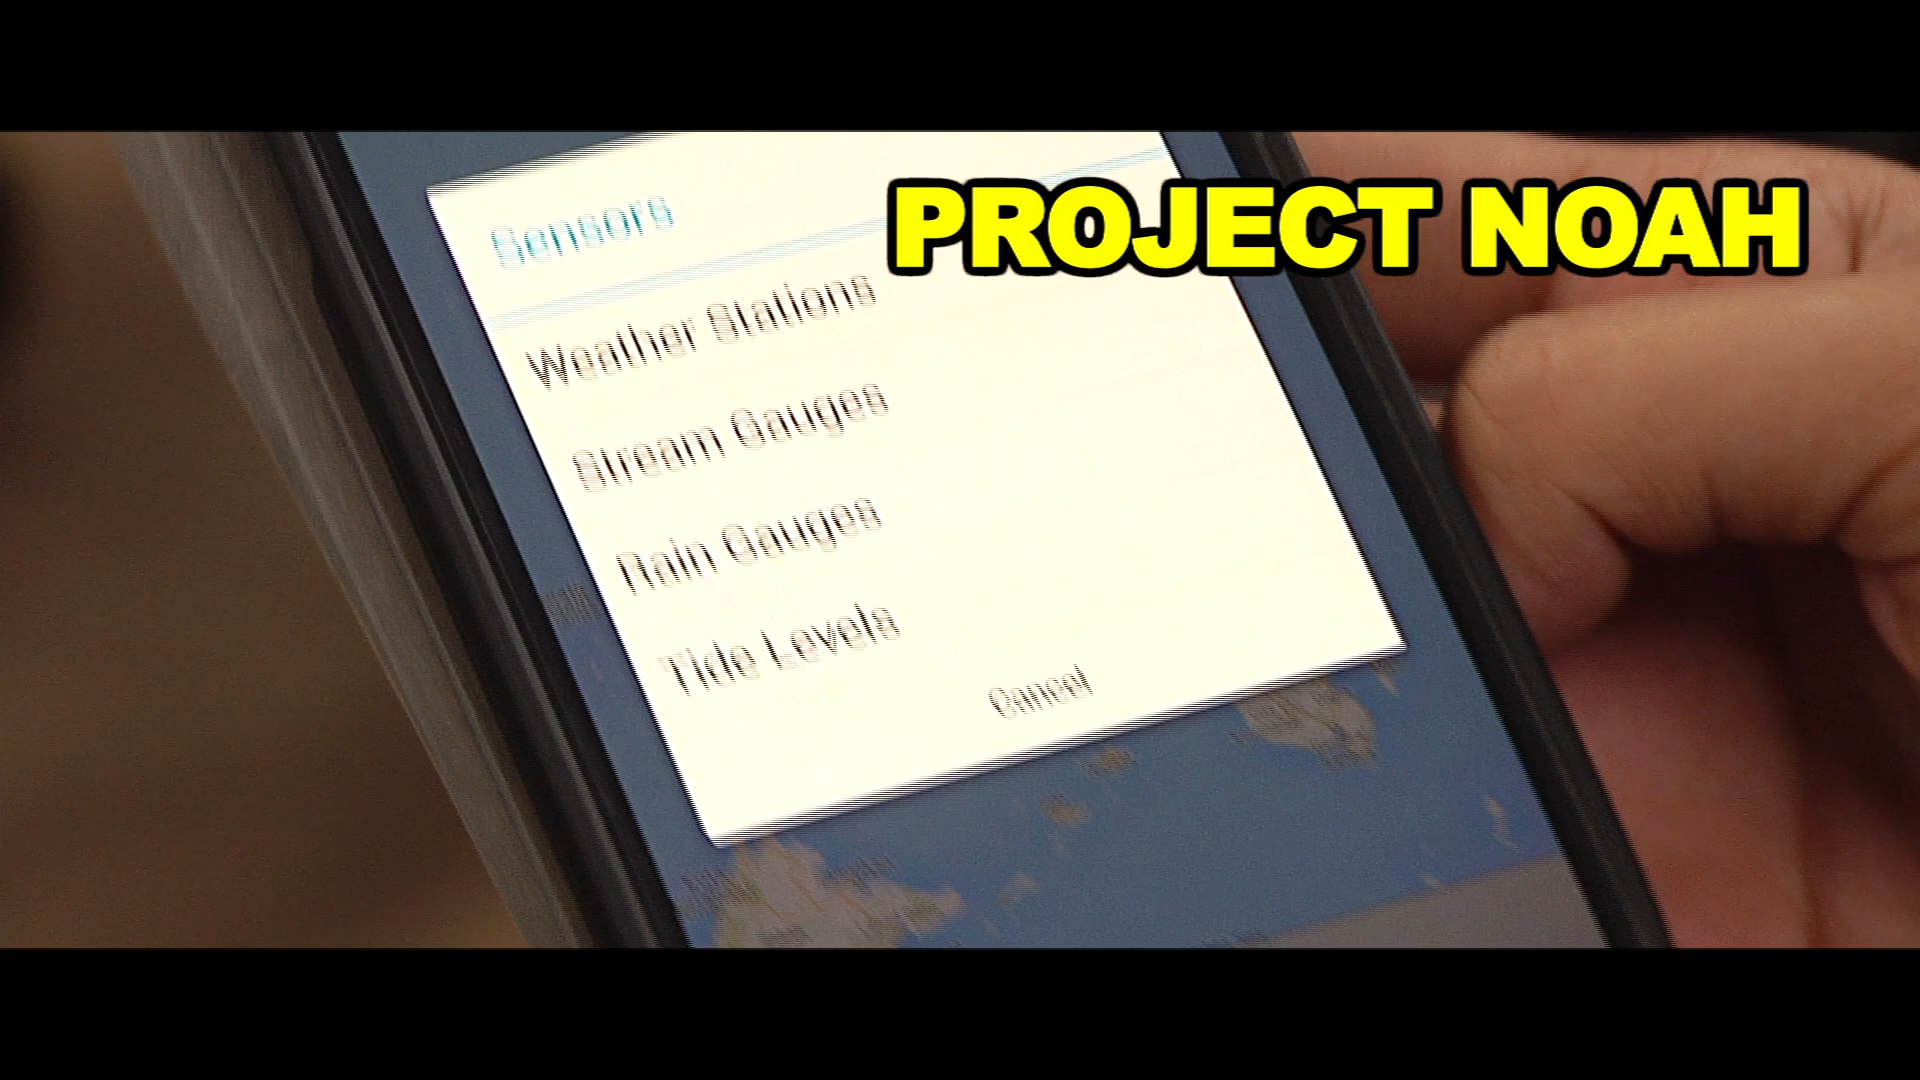 PROJECT NOAH
Sensors
Weather Stations
Stream Gauges
Rain Gauges
Tide Levels
Cancel